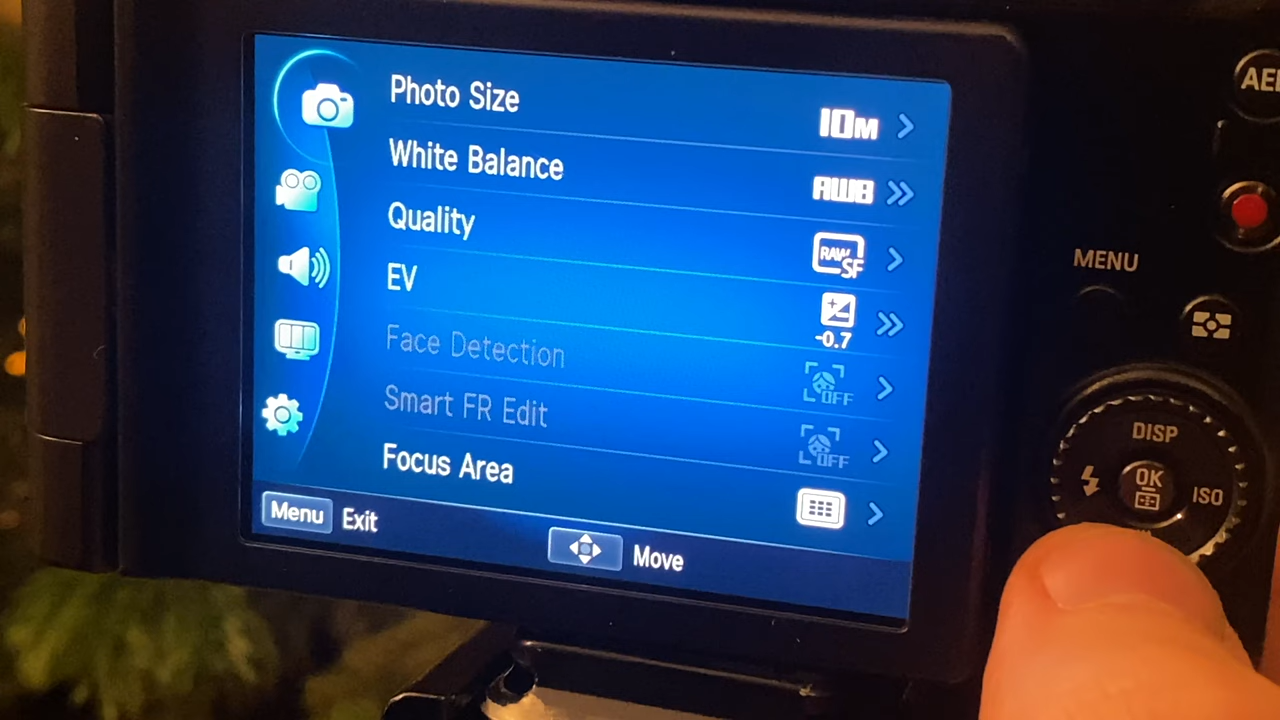 Photo Size
10M
White Balance
AWB
Quality
RAW
SF
EV
-0.7
Face Detection
OFF
Smart FR Edit
OFF
Focus Area
Menu Exit
Move
MENU
DISP
OK
ISO